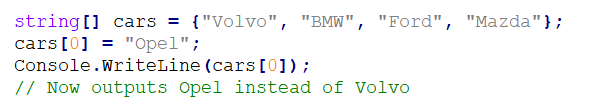 string[] cars = {"Volvo", "BMW", "Ford", "Mazda"};
cars[0] = "Opel";
Console.WriteLine(cars[0]);
// Now outputs Opel instead of Volvo